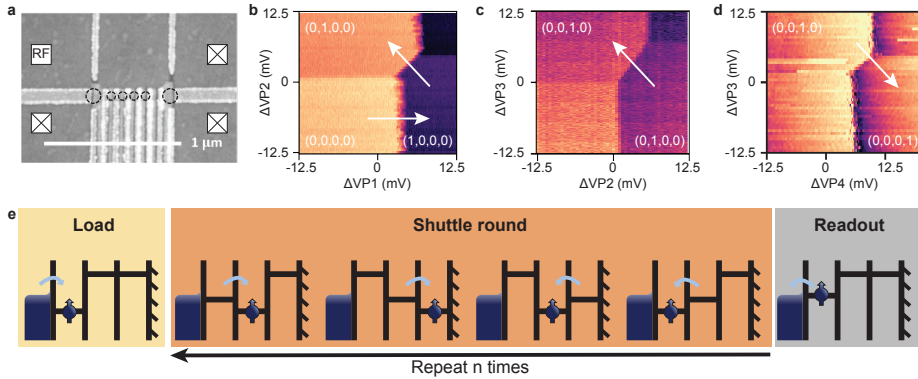 a
RF
1 μm
b
ΔVP2 (mV)
12.5
0
-12.5
(0,1,0,0)
(0,0,0,0)
(1,0,0,0)
-12.5
0
12.5
ΔVP1 (mV)
c
ΔVP3 (mV)
12.5
0
-12.5
(0,0,1,0)
(0,1,0,0)
-12.5
0
12.5
ΔVP2 (mV)
d
ΔVP3 (mV)
12.5
0
-12.5
(0,0,1,0)
(0,0,0,1)
-12.5
0
12.5
ΔVP4 (mV)
e
Load
Shuttle round
Readout
Repeat n times